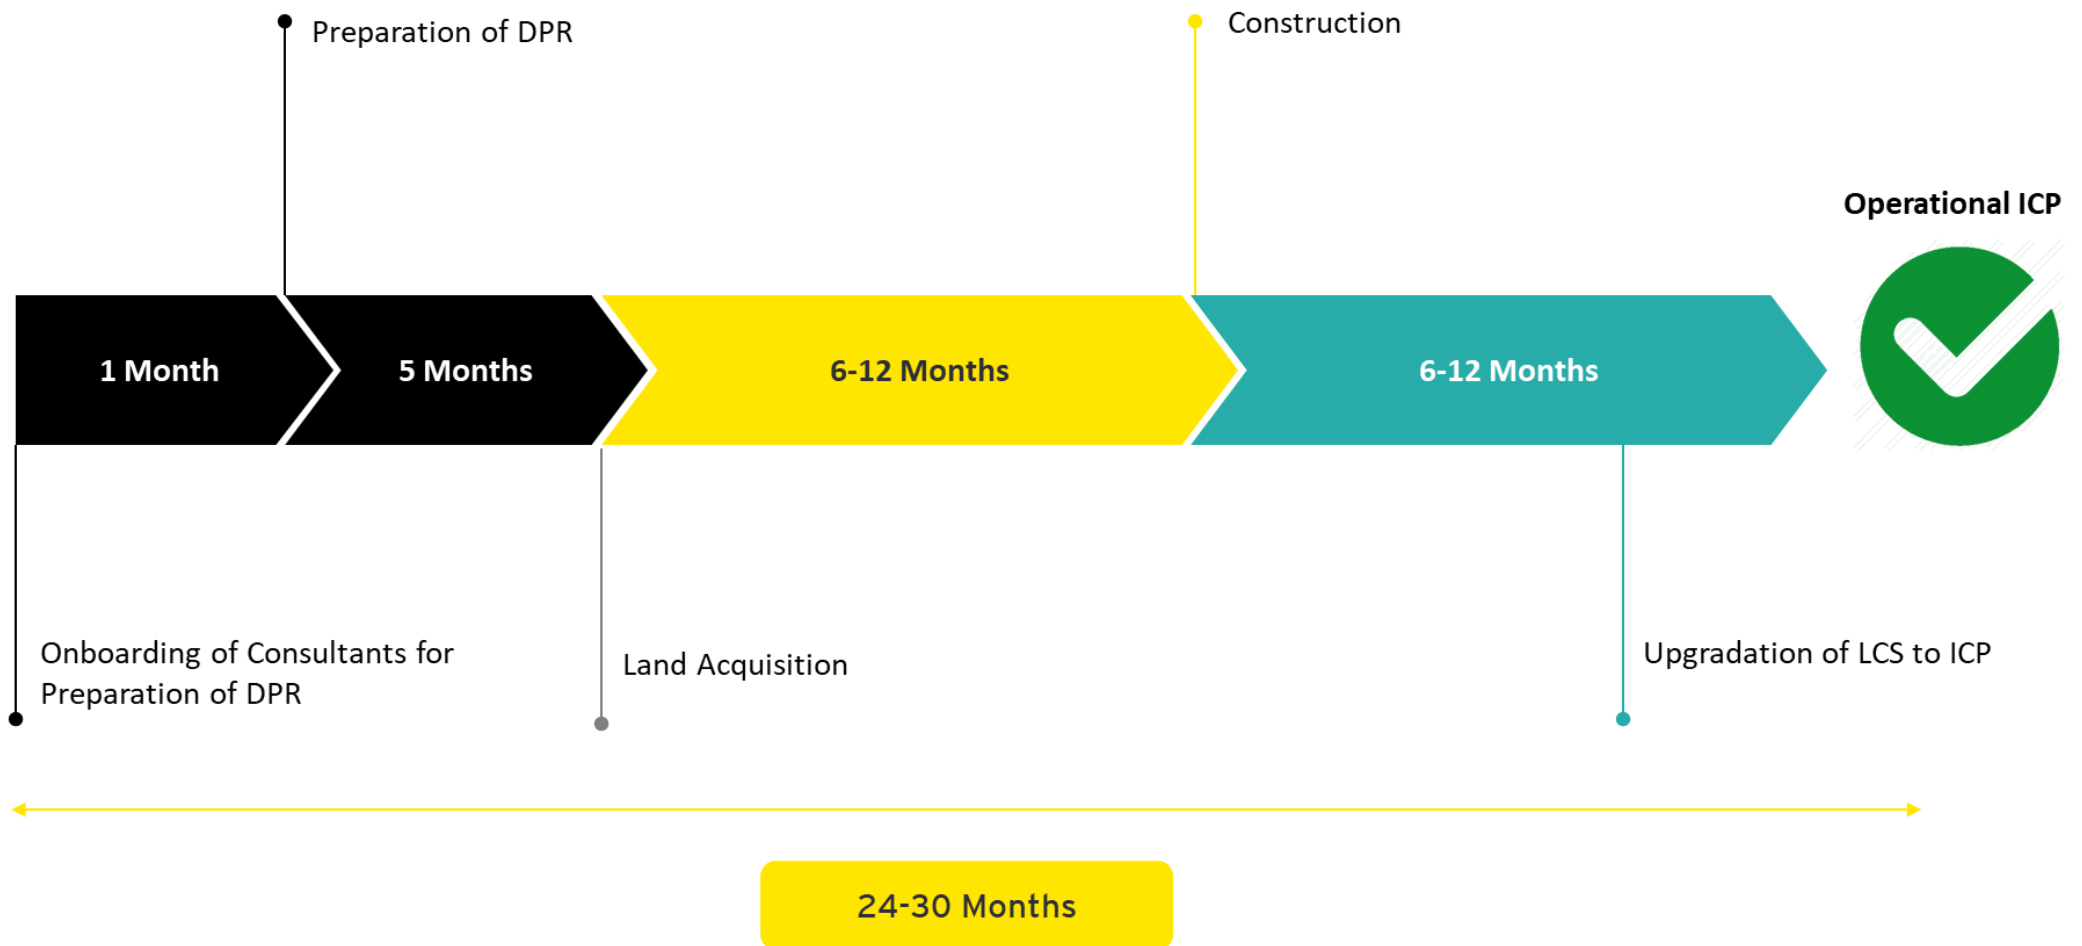 Preparation of DPR
Construction
Operational ICP
1 Month
5 Months
6-12 Months
6-12 Months
Onboarding of Consultants for
Preparation of DPR
Land Acquisition
Upgradation of LCS to ICP
24-30 Months